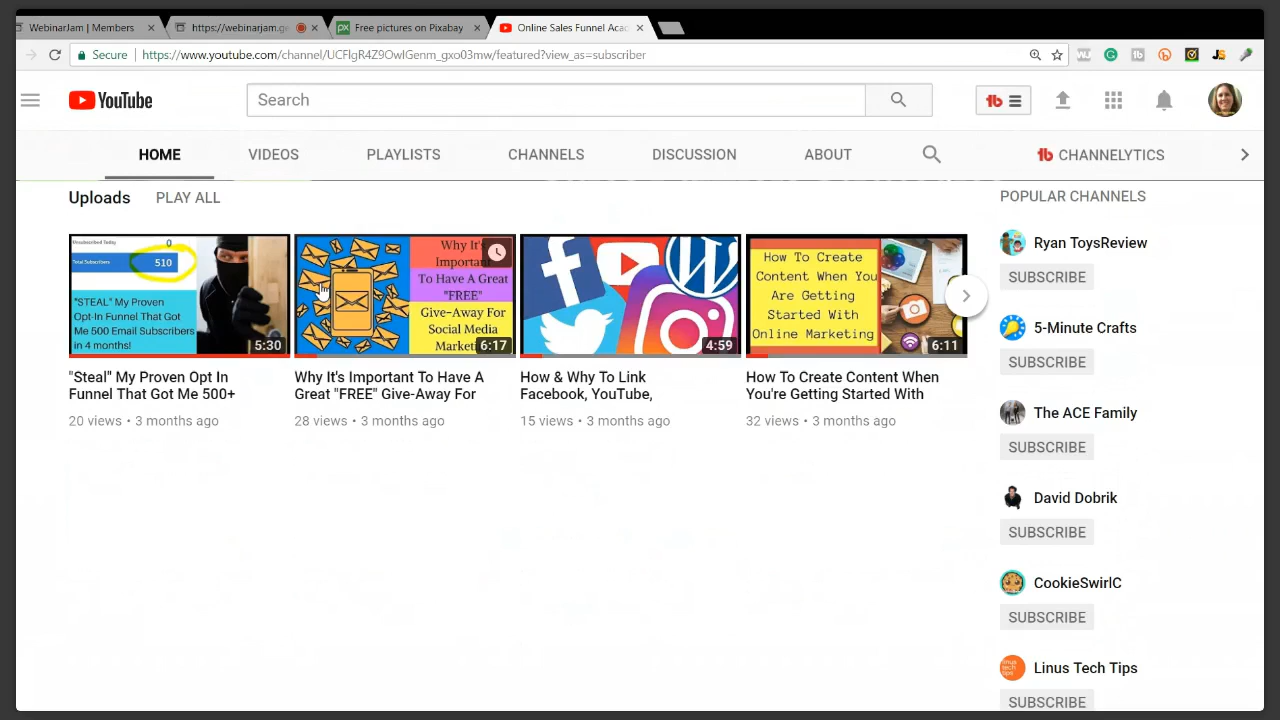 WebinarJam | Members
https://webinarjam.ge
Free pictures on Pixabay
Online Sales Funnel Aca
Secure
https://www.youtube.com/channel/UCFlgR4Z9OwlGenm_gxo03mw/featured?view_as=subscriber
YouTube
Search
HOME
VIDEOS
PLAYLISTS
CHANNELS
DISCUSSION
ABOUT
CHANNELYTICS
Uploads
PLAY ALL
Unsubscribed Today 0
Total Subscribers 510
"STEAL" My Proven
Opt-In Funnel That Got
Me 500 Email Subscribers
in 4 months!
5:30
Why It's
Important
To Have A Great
"FREE"
Give-Away For
Social Media
Marketi
6:17
4:59
How To Create
Content When You
Are Getting
Started With
Online Marketing
6:11
"Steal" My Proven Opt In
Funnel That Got Me 500+
20 views • 3 months ago
Why It's Important To Have A
Great "FREE" Give-Away For
28 views • 3 months ago
How & Why To Link
Facebook, YouTube,
15 views • 3 months ago
How To Create Content When
You're Getting Started With
32 views • 3 months ago
POPULAR CHANNELS
Ryan ToysReview
SUBSCRIBE
5-Minute Crafts
SUBSCRIBE
The ACE Family
SUBSCRIBE
David Dobrik
SUBSCRIBE
CookieSwirlC
SUBSCRIBE
linus
tech
tips
Linus Tech Tips
SUBSCRIBE